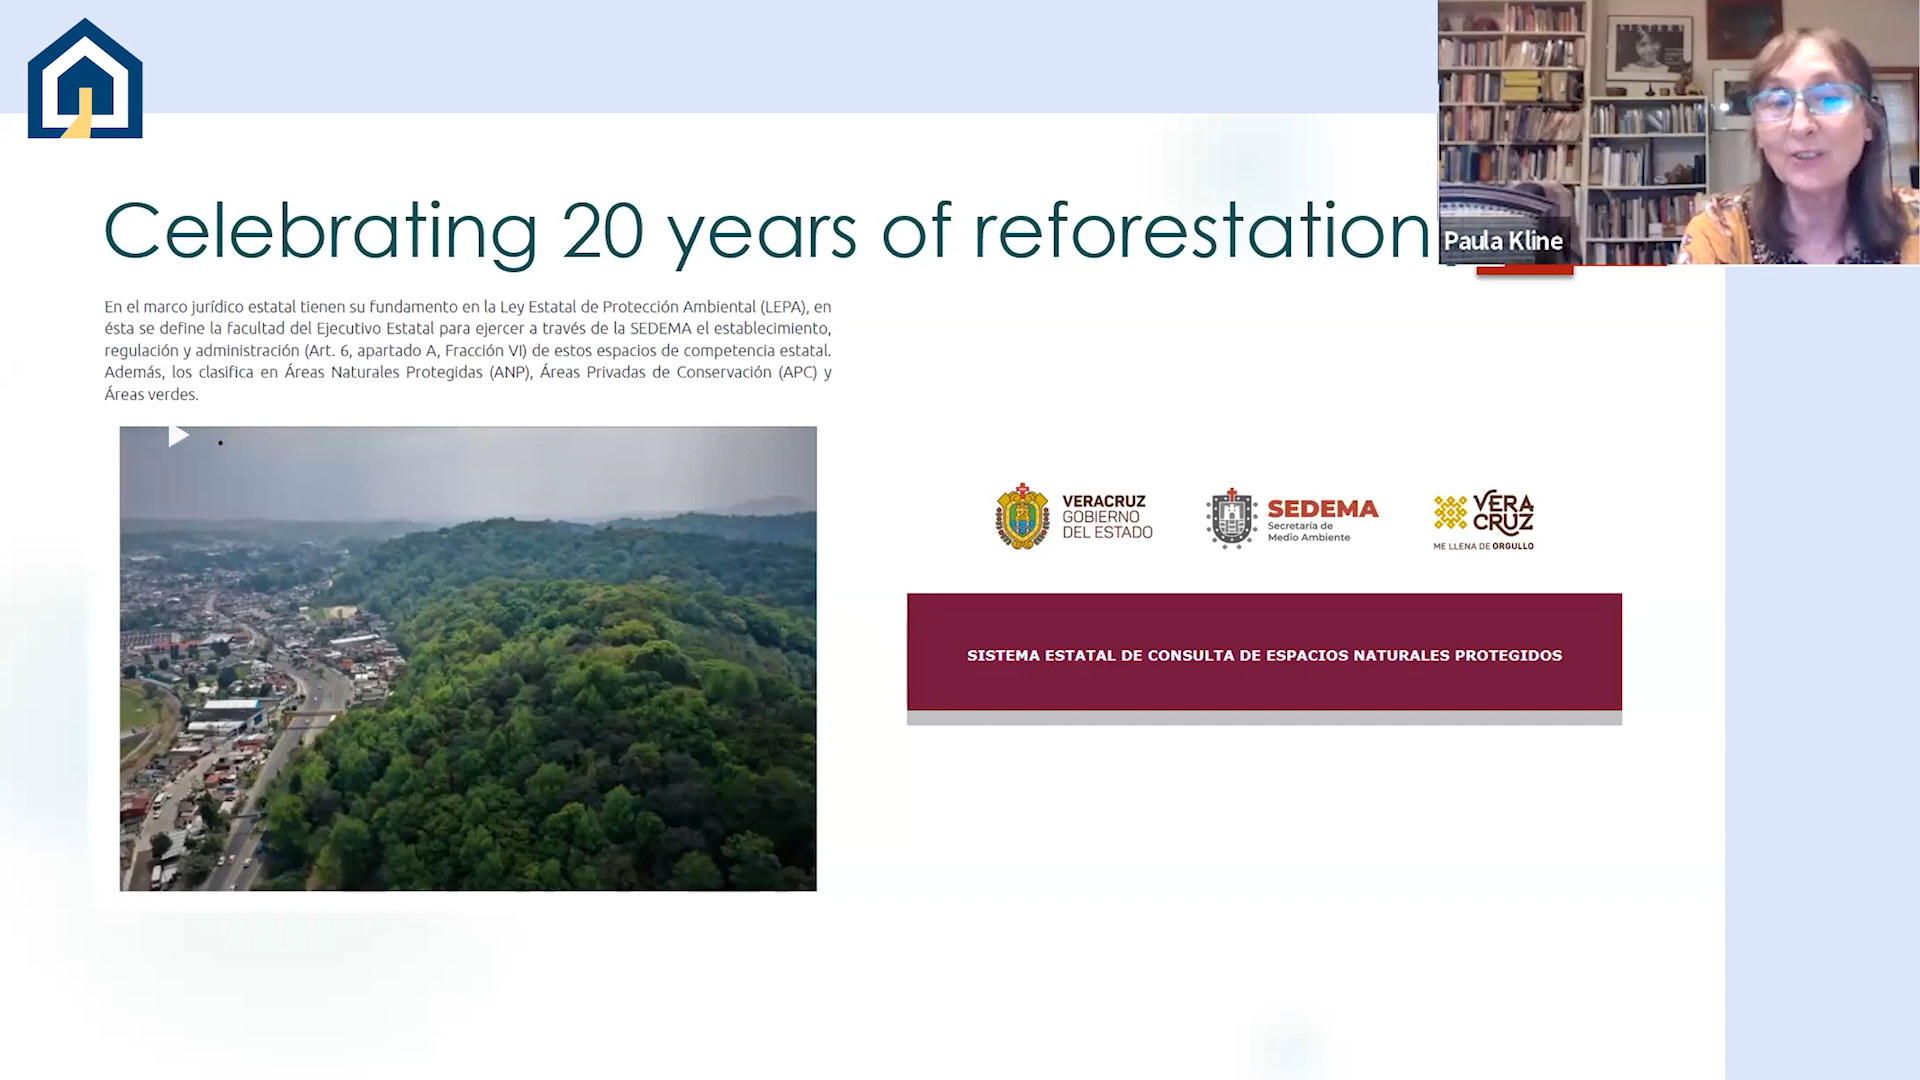 Celebrating 20 years of reforestation
Paula Kline
En el marco jurídico estatal tienen su fundamento en la Ley Estatal de Protección Ambiental (LEPA), en
ésta se define la facultad del Ejecutivo Estatal para ejercer a través de la SEDEMA el establecimiento,
regulación y administración (Art. 6, apartado A, Fracción VI) de estos espacios de competencia estatal.
Además, los clasifica en Áreas Naturales Protegidas (ANP), Áreas Privadas de Conservación (APC) y
Áreas verdes.
VERACRUZ
GOBIERNO
DEL ESTADO
SEDEMA
Secretaría de
Medio Ambiente
VERA
CRUZ
ME LLENA DE ORGULLO
SISTEMA ESTATAL DE CONSULTA DE ESPACIOS NATURALES PROTEGIDOS